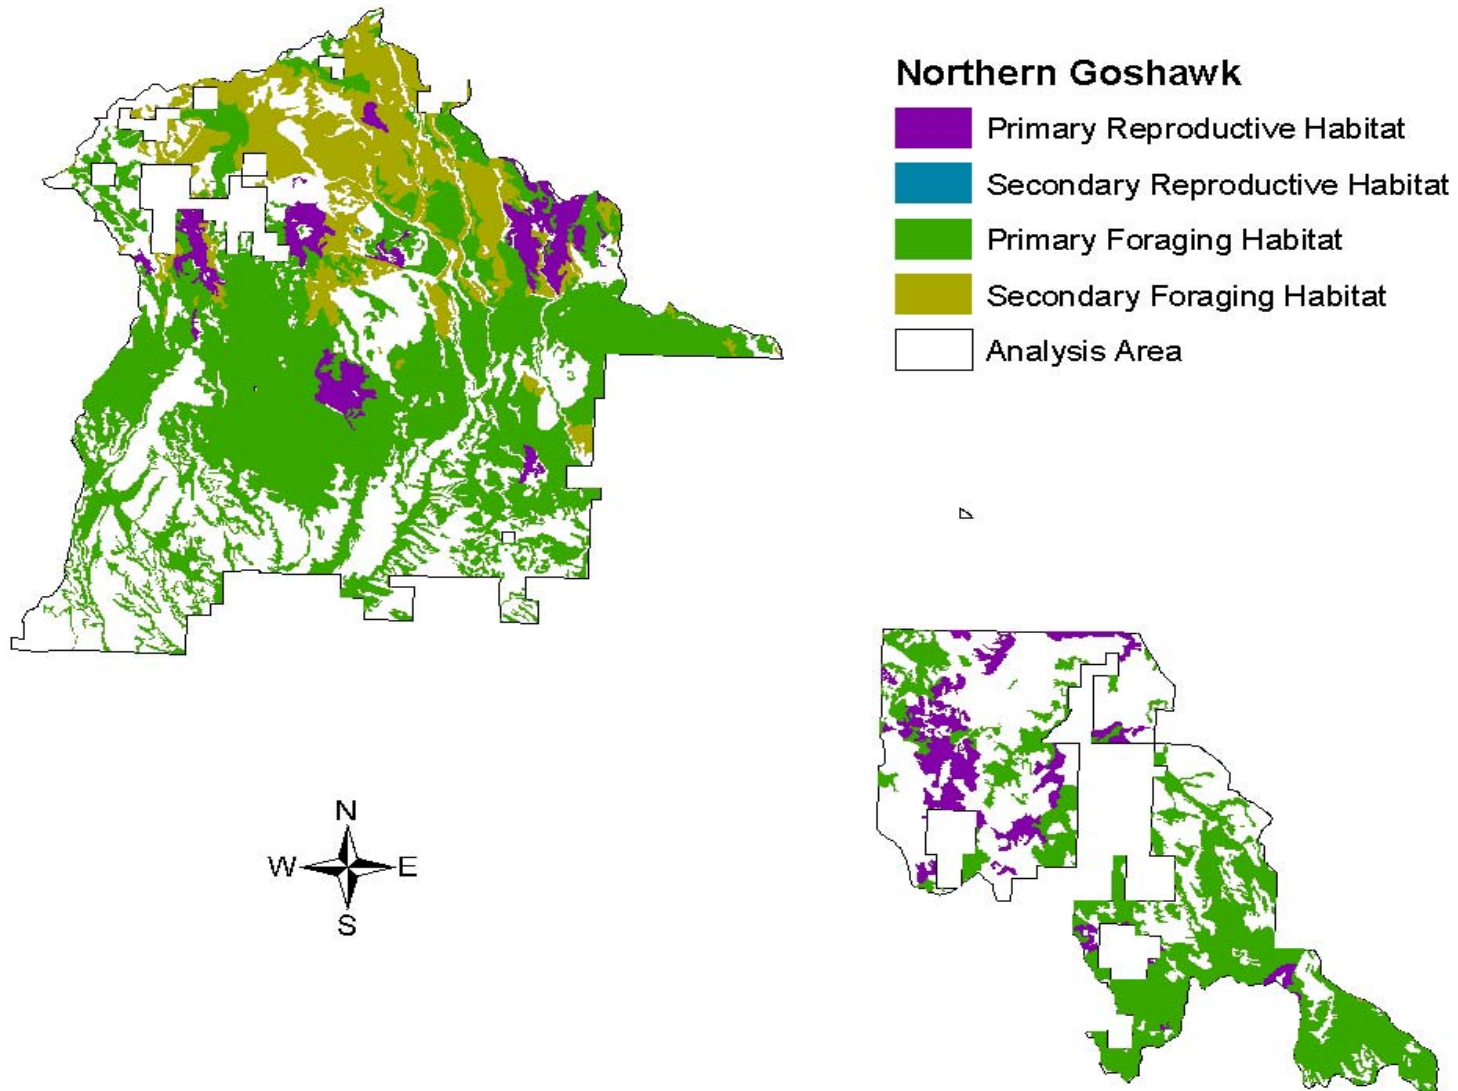 Northern Goshawk
Primary Reproductive Habitat
Secondary Reproductive Habitat
Primary Foraging Habitat
Secondary Foraging Habitat
Analysis Area
N
W E
S